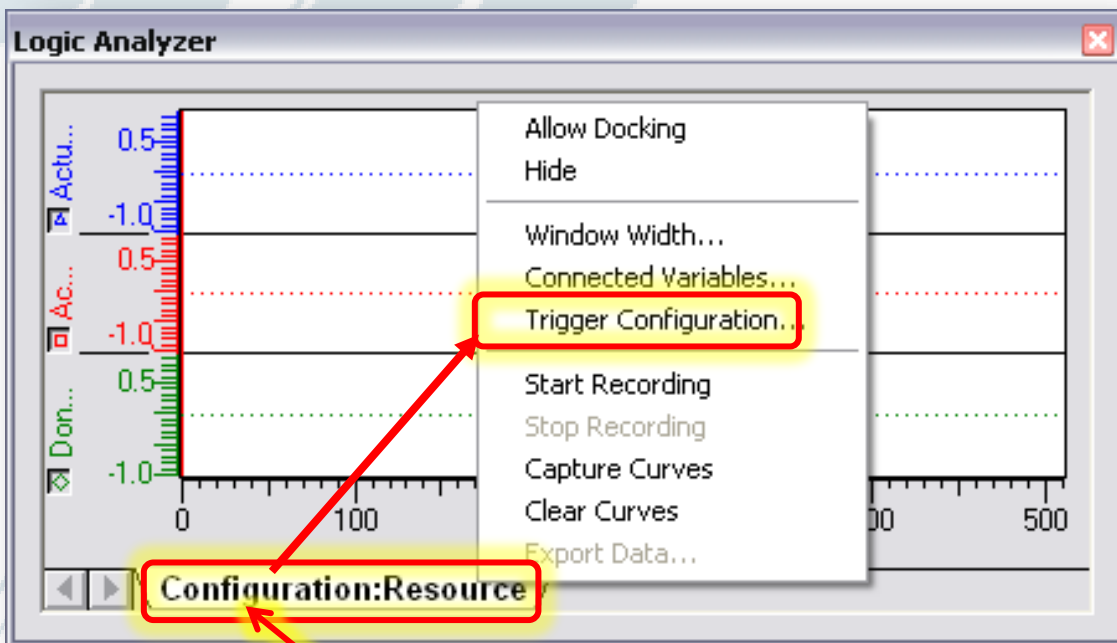 Logic Analyzer
Actu...
0.5
-1.0
Ac...
0.5
-1.0
Don...
0.5
-1.0
Allow Docking
Hide
Window Width...
Connected Variables...
Trigger Configuration...
Start Recording
Stop Recording
Capture Curves
Clear Curves
Export Data...
0
100
500
Configuration:Resource